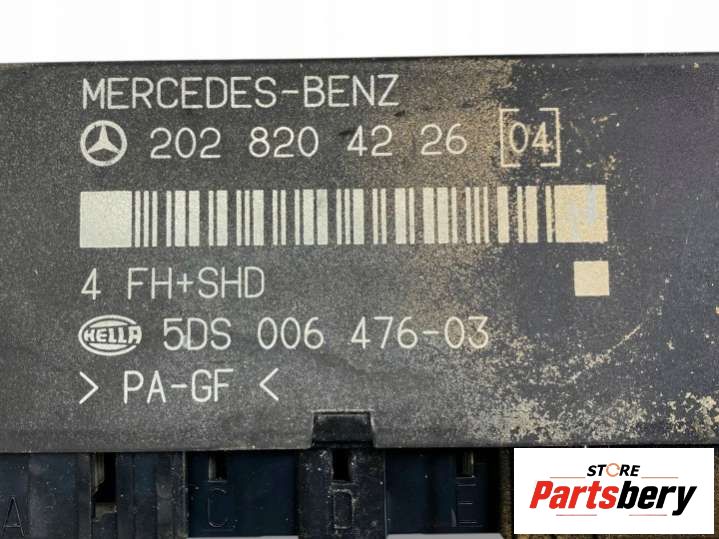 MERCEDES-BENZ
202 820 42 26 [04]
4 FH+SHD
HELLA 5DS 006 476-03
> PA-GF <
A C D E
STORE
Partsbery